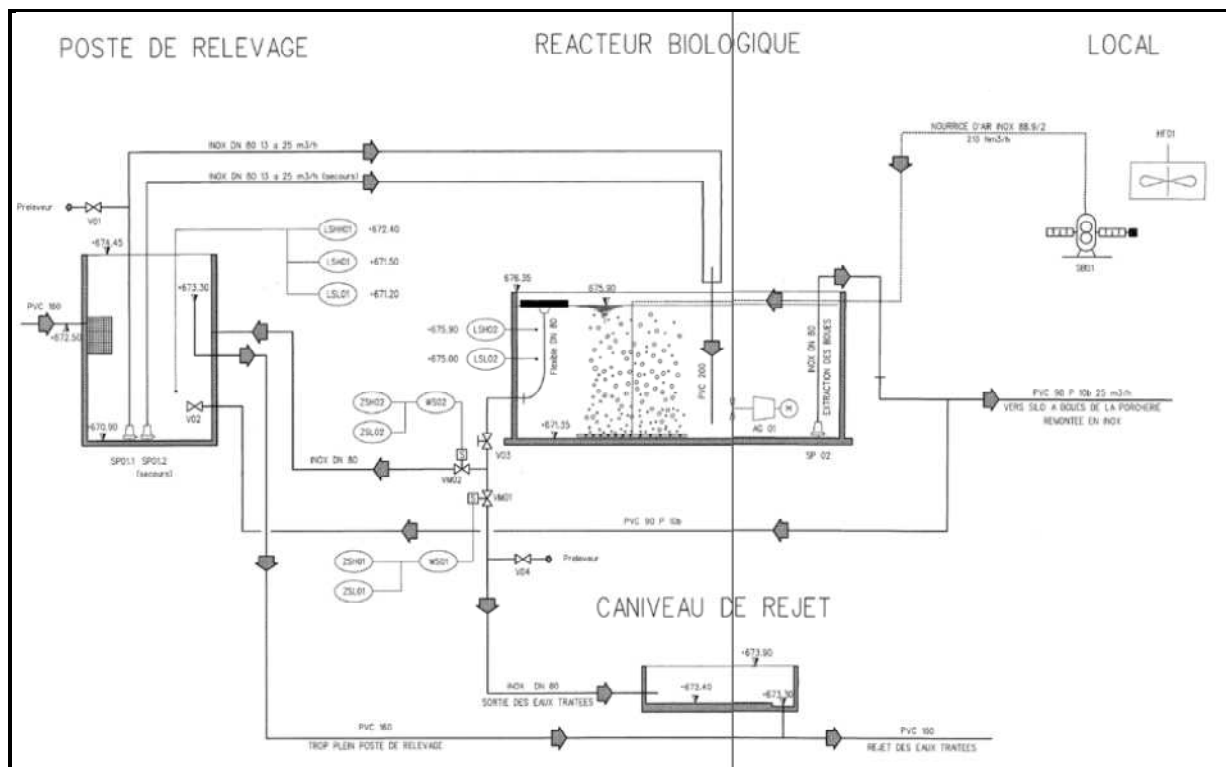 POSTE DE RELEVAGE
REACTEUR BIOLOGIQUE
LOCAL
NOURRICE D'AIR INOX 88.9/2
210 Nm3/h
HF01
INOX DN 80 13 a 25 m3/h
INOX DN 80 13 a 25 m3/h (secours)
Preleveur
V01
LSHH01
+672.40
LSH01
+671.50
LSL01
+671.20
+674.45
+673.30
PVC 160
+672.50
V02
+670.90
SP01.1 SP01.2
(secours)
SB01
676.35
675.90
+675.90
LSH02
+675.00
LSL02
Flexible DN 80
PVC 200
INOX DN 80
EXTRACTION DES BOUES
AG 01
M
+671.35
SP 02
PVC 90 P 10b 25 m3/h
VERS SILO A BOUES DE LA PORCHERIE
REMONTEE EN INOX
ZSH02
WS02
ZSL02
S
V03
VM02
INOX DN 80
S
VM01
PVC 90 P 10b
ZSH01
WS01
ZSL01
V04
Preleveur
CANIVEAU DE REJET
+673.90
+673.40
+673.30
INOX DN 80
SORTIE DES EAUX TRAITEES
PVC 160
TROP PLEIN POSTE DE RELEVAGE
PVC 160
REJET DES EAUX TRAITEES